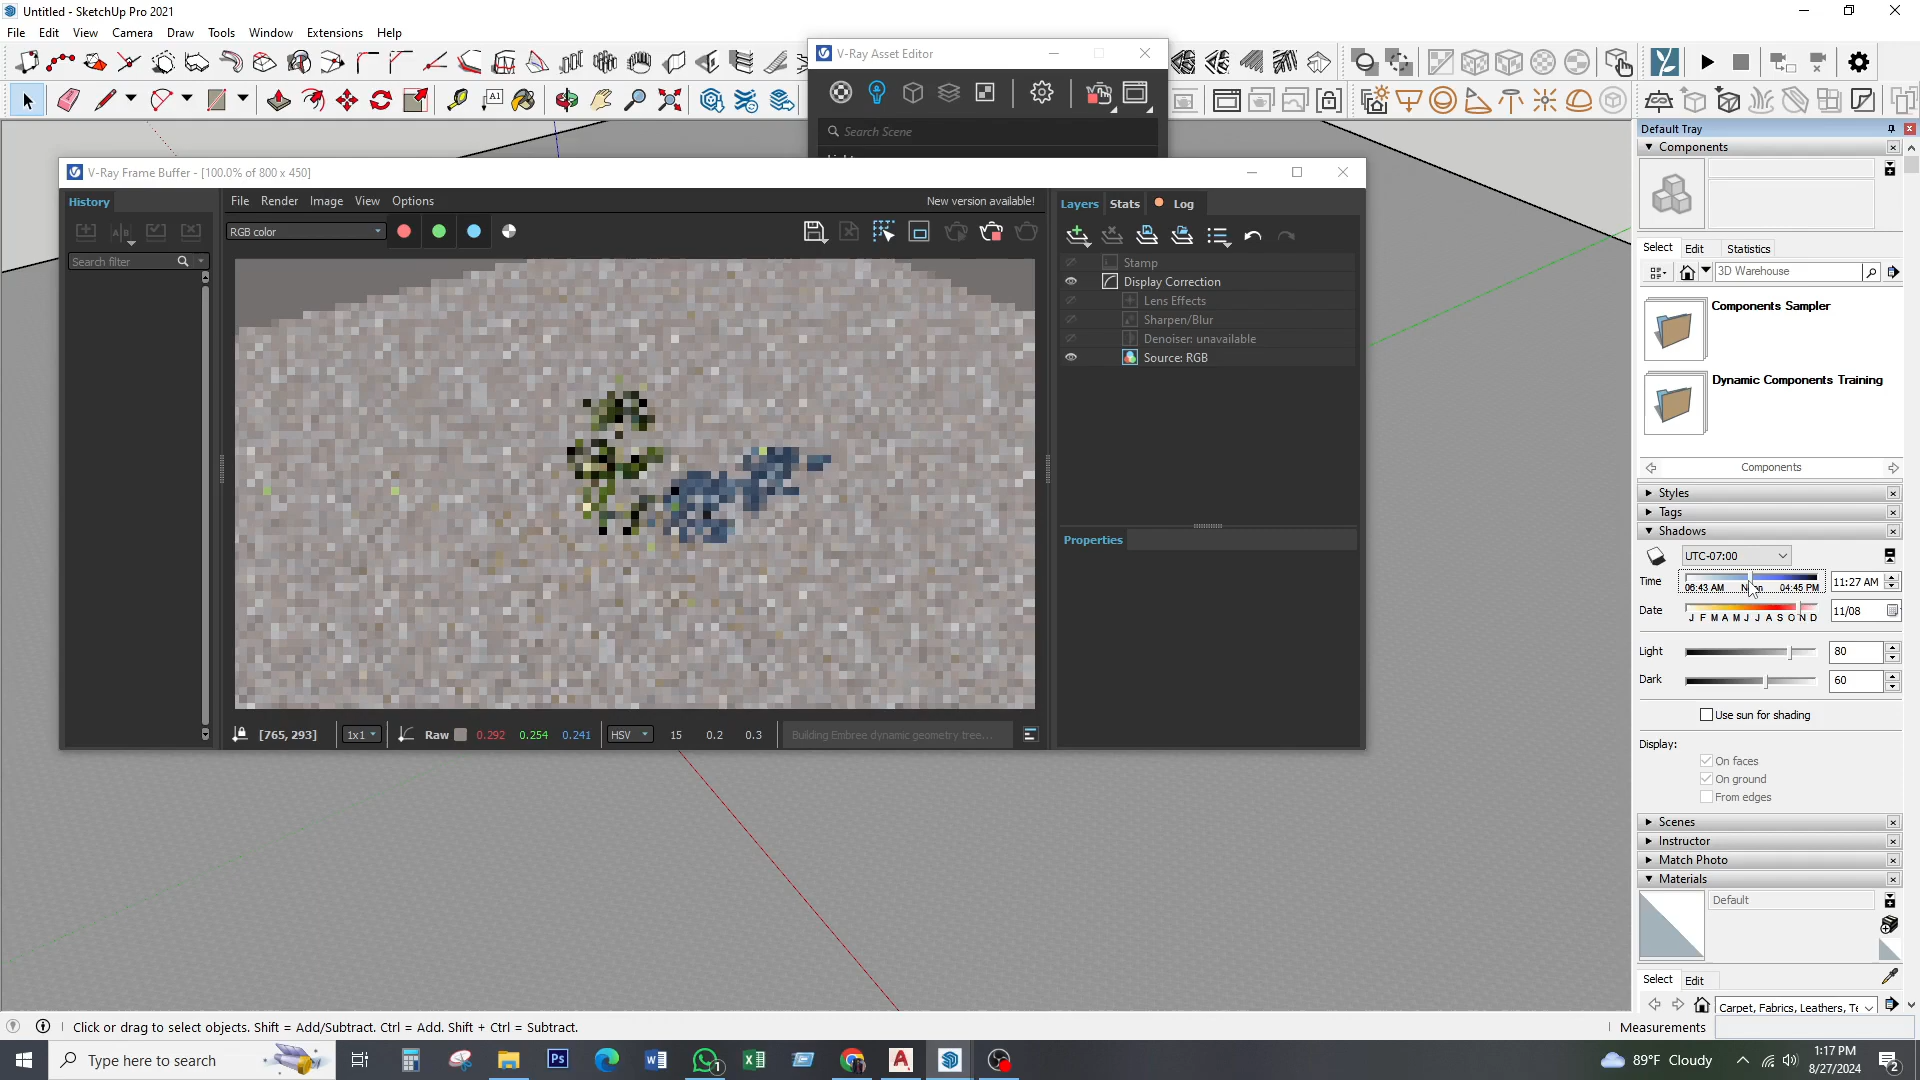 Untitled - SketchUp Pro 2021
File Edit View Camera Draw Tools Window Extensions Help
V-Ray Asset Editor
Search Scene
V-Ray Frame Buffer - [100.0% of 800 x 450]
History
File Render Image View Options
New version available!
RGB color
Search filter
Layers Stats Log
Stamp
Display Correction
Lens Effects
Sharpen/Blur
Denoiser: unavailable
Source: RGB
Properties
[765, 293]
1x1
Raw
0.292 0.254 0.241
HSV
15 0.2 0.3
Building Embree dynamic geometry tree...
Default Tray
Components
Select Edit Statistics
3D Warehouse
Components Sampler
Dynamic Components Training
Components
Styles
Tags
Shadows
UTC-07:00
Time
06:43 AM
04:45 PM
11:27 AM
Date
J F M A M J J A S O N D
11/08
Light
80
Dark
60
Use sun for shading
Display:
On faces
On ground
From edges
Scenes
Instructor
Match Photo
Materials
Default
Select Edit
Carpet, Fabrics, Leathers,
Click or drag to select objects. Shift = Add/Subtract. Ctrl = Add. Shift + Ctrl = Subtract.
Measurements
Type here to search
89°F Cloudy
1:17 PM
8/27/2024